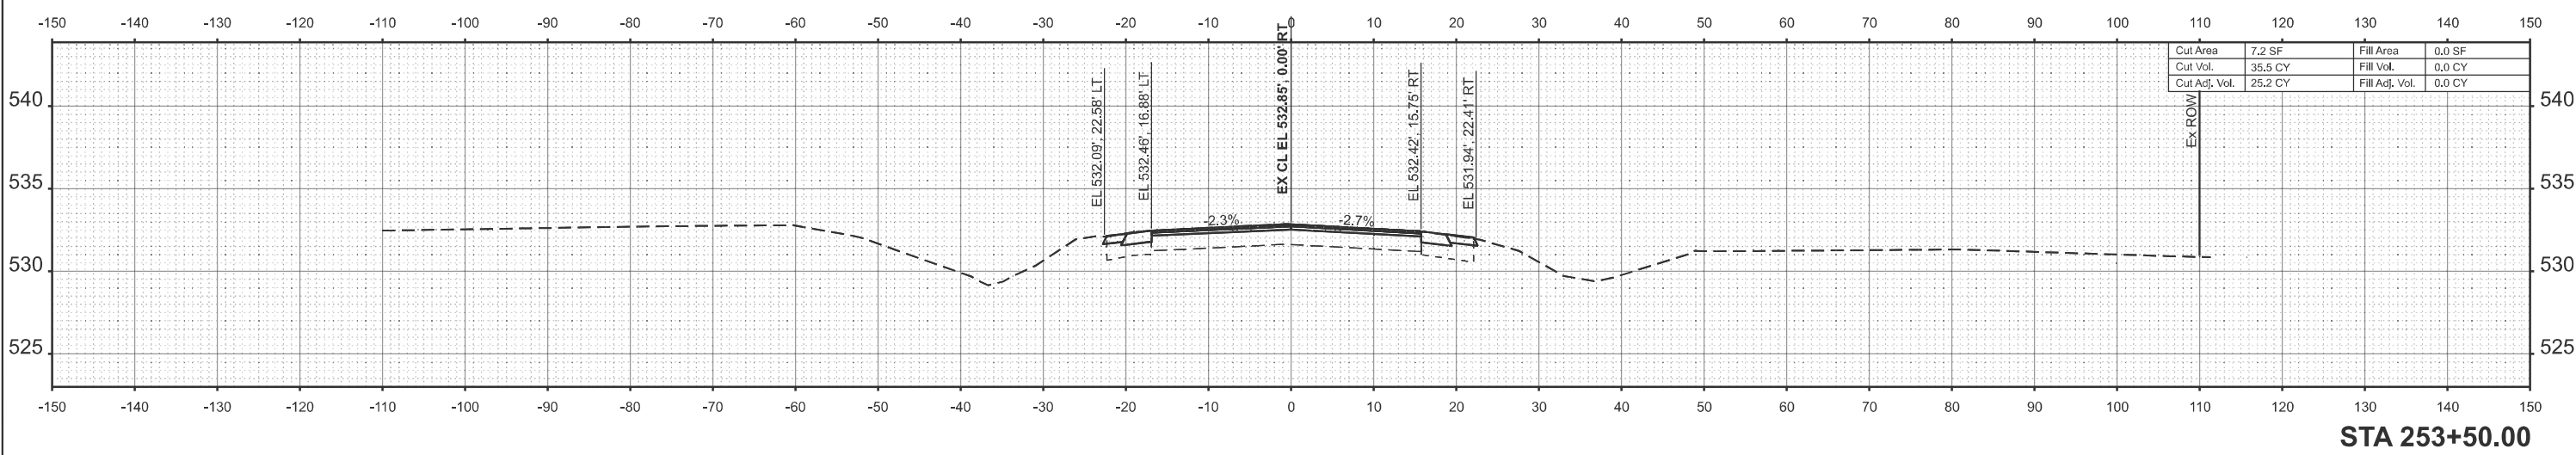 -150 -140 -130 -120 -110 -100 -90 -80 -70 -60 -50 -40 -30 -20 -10 0 10 20 30 40 50 60 70 80 90 100 110 120 130 140 150
Cut Area 7.2 SF Fill Area 0.0 SF
Cut Vol. 35.5 CY Fill Vol. 0.0 CY
Cut Adj. Vol. 25.2 CY Fill Adj. Vol. 0.0 CY
EL 532.09', 22.58' LT
EL 532.46', 16.88' LT
EX CL EL 532.85', 0.00' RT
EL 532.42', 15.75' RT
EL 531.94', 22.41' RT
Ex ROW
540 540
535 535
-2.3% -2.7%
530 530
525 525
-150 -140 -130 -120 -110 -100 -90 -80 -70 -60 -50 -40 -30 -20 -10 0 10 20 30 40 50 60 70 80 90 100 110 120 130 140 150
STA 253+50.00